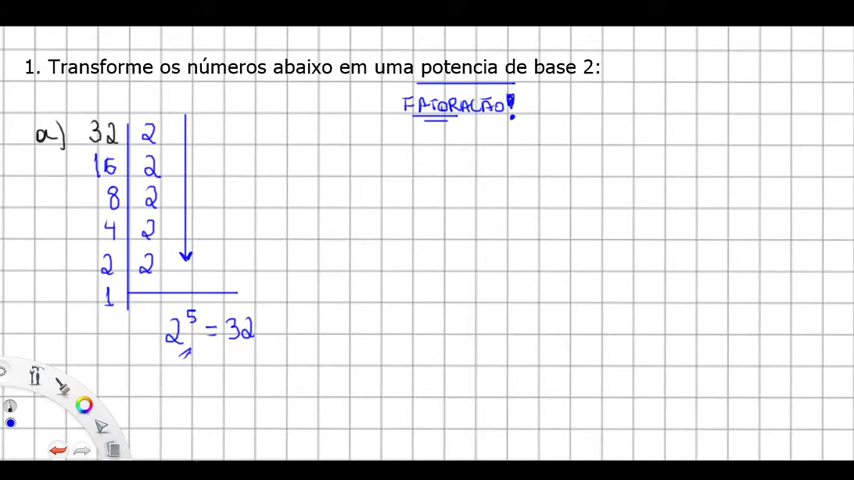 1. Transforme os números abaixo em uma potencia de base 2:
FATORAÇÃO!
a) 32 | 2
16 | 2
8 | 2
4 | 2
2 | 2
1
2⁵ = 32